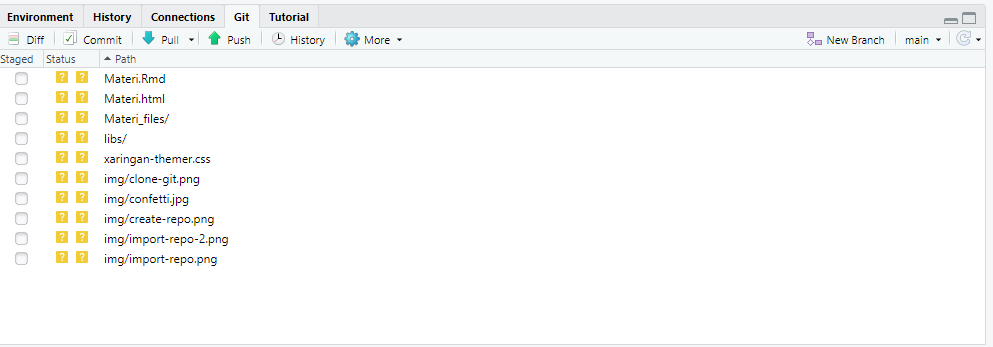 Environment History Connections Git Tutorial
Diff Commit Pull Push History More New Branch main
Staged Status Path
? ? Materi.Rmd
? ? Materi.html
? ? Materi_files/
? ? libs/
? ? xaringan-themer.css
? ? img/clone-git.png
? ? img/confetti.jpg
? ? img/create-repo.png
? ? img/import-repo-2.png
? ? img/import-repo.png